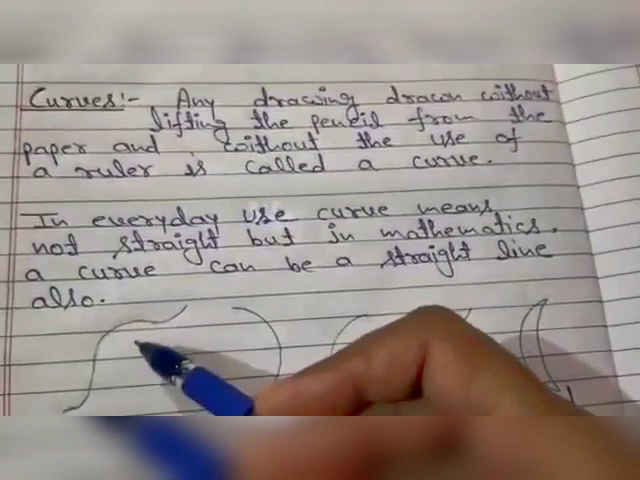 Curves:- Any drawing drawn without
lifting the pencil from the
paper and without the use of
a ruler is called a curve.
In everyday use curve means
not straight but in mathematics.
a curve can be a straight line
also.